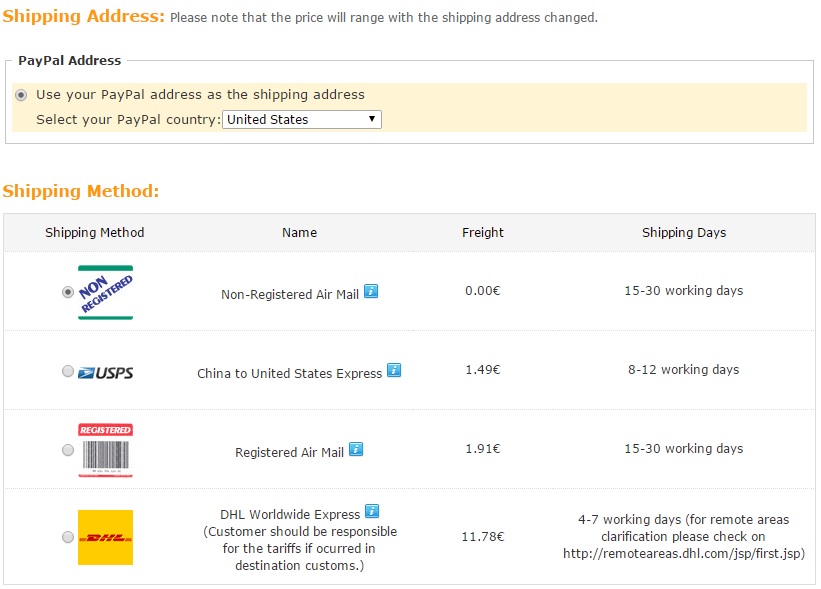 Shipping Address: Please note that the price will range with the shipping address changed.
PayPal Address
Use your PayPal address as the shipping address
Select your PayPal country: United States
Shipping Method:
Shipping Method Name Freight Shipping Days
NON REGISTERED Non-Registered Air Mail 0.00€ 15-30 working days
USPS China to United States Express 1.49€ 8-12 working days
REGISTERED Registered Air Mail 1.91€ 15-30 working days
DHL DHL Worldwide Express
(Customer should be responsible
for the tariffs if ocurred in
destination customs.)
11.78€
4-7 working days (for remote areas
clarification please check on
http://remoteareas.dhl.com/jsp/first.jsp)